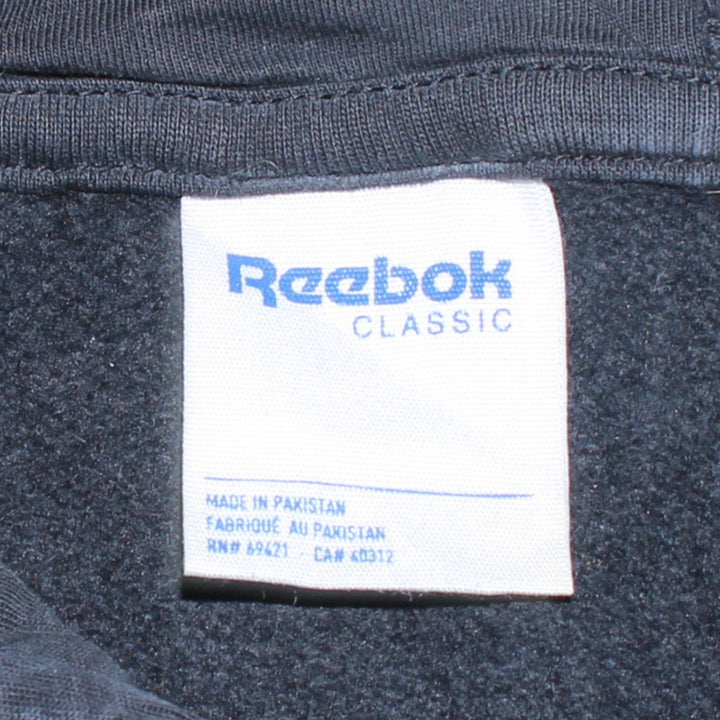 Reebok
CLASSIC
MADE IN PAKISTAN
FABRIQUÉ AU PAKISTAN
RN# 69421 - CA# 40312